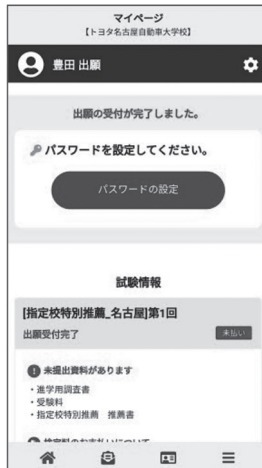 マイページ
【トヨタ名古屋自動車大学校】
豊田 出願
出願の受付が完了しました。
パスワードを設定してください。
パスワードの設定
試験情報
[指定校特別推薦_名古屋]第1回
出願受付完了
未払い
未提出資料があります
・進学用調査書
・受験料
・指定校特別推薦 推薦書